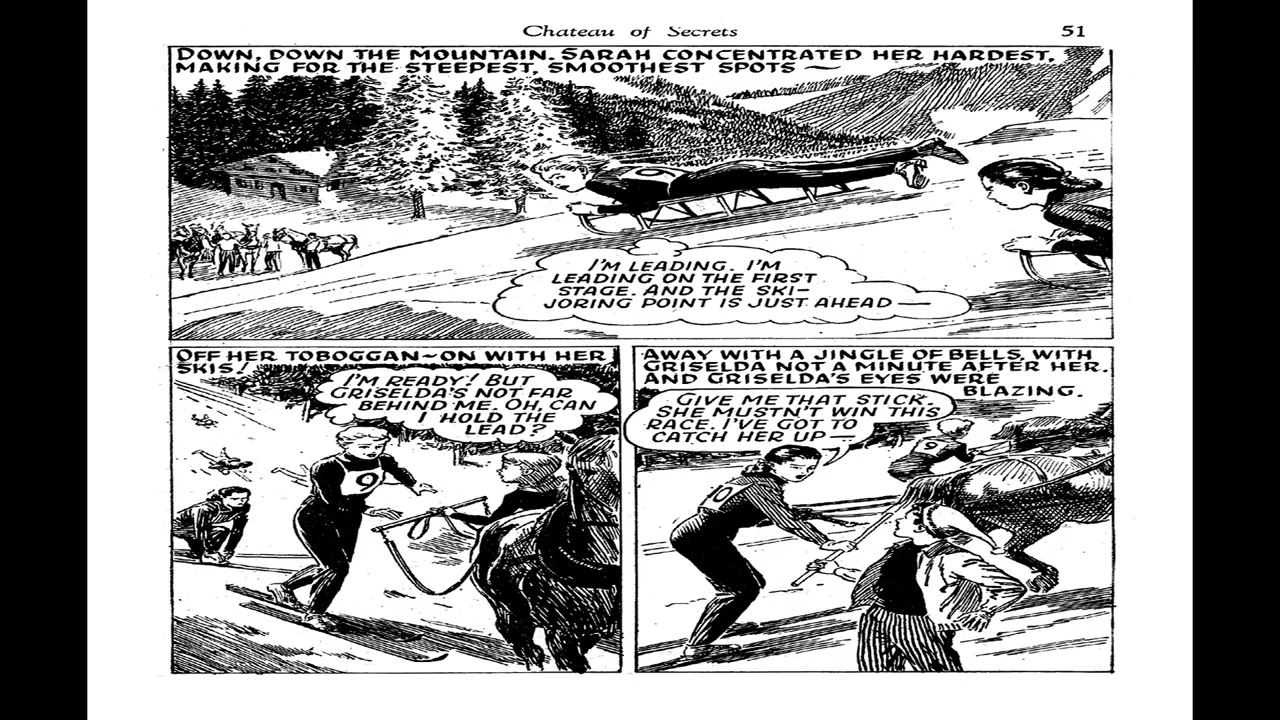 Chateau of Secrets 51
DOWN, DOWN THE MOUNTAIN. SARAH CONCENTRATED HER HARDEST,
MAKING FOR THE STEEPEST, SMOOTHEST SPOTS —
9
I'M LEADING. I'M
LEADING ON THE FIRST
STAGE. AND THE SKI-
JORING POINT IS JUST AHEAD —
OFF HER TOBOGGAN~ON WITH HER
SKIS!
I'M READY! BUT
GRISELDA'S NOT FAR
BEHIND ME. OH, CAN
I HOLD THE
LEAD?
9
AWAY WITH A JINGLE OF BELLS, WITH
GRISELDA NOT A MINUTE AFTER HER.
AND GRISELDA'S EYES WERE
BLAZING.
GIVE ME THAT STICK.
SHE MUSTN'T WIN THIS
RACE. I'VE GOT TO
CATCH HER UP —
9
10